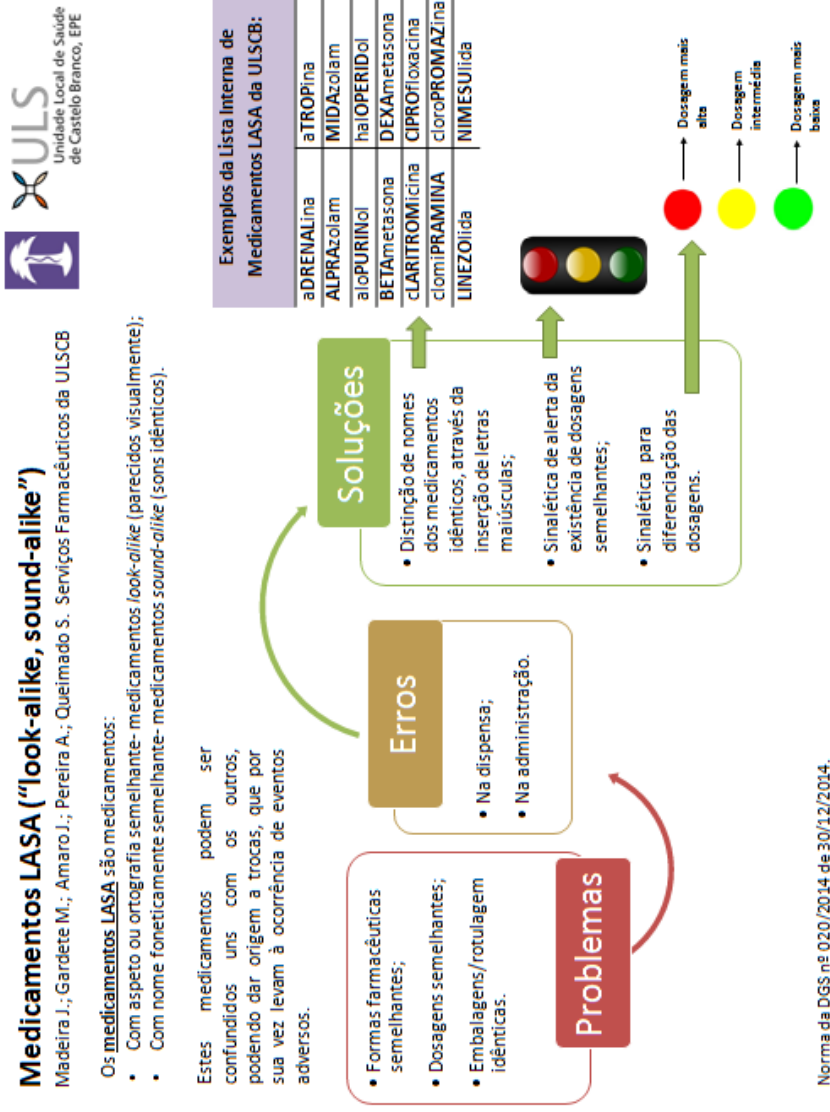 Medicamentos LASA (“look-alike, sound-alike”)
Madeira J.; Gardete M.; Amaro J.; Pereira A.; Queimado S. Serviços Farmacêuticos da ULSCB
ULS
Unidade Local de Saúde
de Castelo Branco, EPE
Os medicamentos LASA são medicamentos:
• Com aspeto ou ortografia semelhante- medicamentos look-alike (parecidos visualmente);
• Com nome foneticamente semelhante- medicamentos sound-alike (sons idênticos).
Estes medicamentos podem ser
confundidos uns com os outros,
podendo dar origem a trocas, que por
sua vez levam à ocorrência de eventos
adversos.
Problemas
• Formas farmacêuticas
semelhantes;
• Dosagens semelhantes;
• Embalagens/rotulagem
idênticas.
Erros
• Na dispensa;
• Na administração.
Soluções
• Distinção de nomes
dos medicamentos
idênticos, através da
inserção de letras
maiúsculas;
• Sinalética de alerta da
existência de dosagens
semelhantes;
• Sinalética para
diferenciação das
dosagens.
Exemplos da Lista Interna de
Medicamentos LASA da ULSCB:
aDRENALina aTROPina
ALPRAzolam MIDAzolam
aloPURINol halOPERIDol
BETAmetasona DEXAmetasona
cLARITROMicina CIPROfloxacina
clomiPRAMINA cloroPROMAZina
LINEZOlida NIMESUlida
Dosagem mais
alta
Dosagem
intermédia
Dosagem mais
baixa
Norma da DGS nº 020/2014 de 30/12/2014.